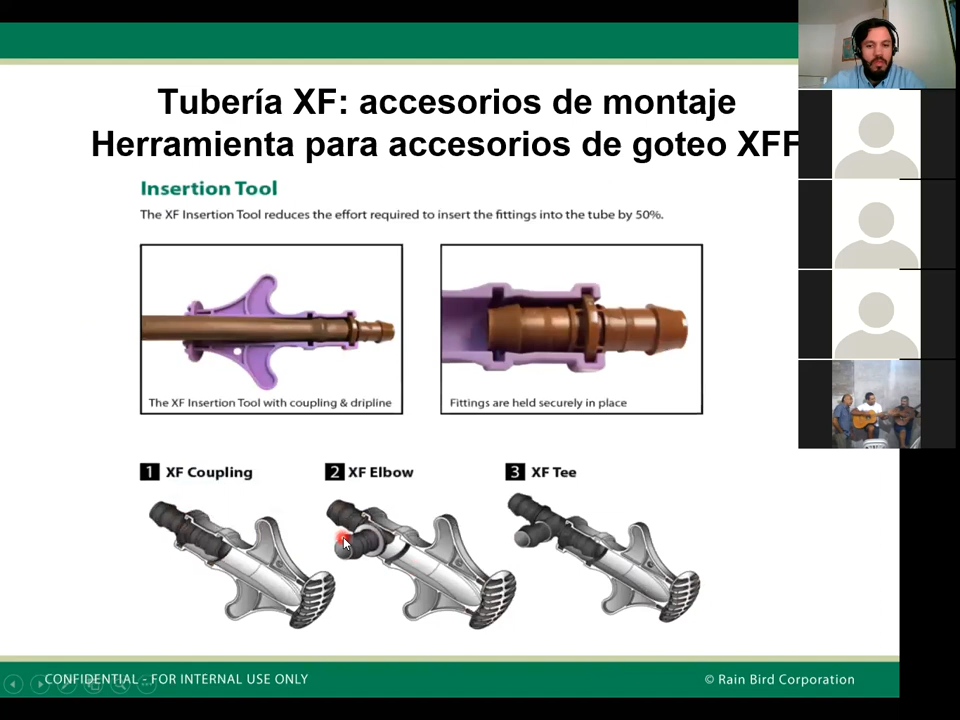 Tubería XF: accesorios de montaje
Herramienta para accesorios de goteo XFF
Insertion Tool
The XF Insertion Tool reduces the effort required to insert the fittings into the tube by 50%.
The XF Insertion Tool with coupling & dripline
Fittings are held securely in place
1 XF Coupling
2 XF Elbow
3 XF Tee
CONFIDENTIAL - FOR INTERNAL USE ONLY
© Rain Bird Corporation